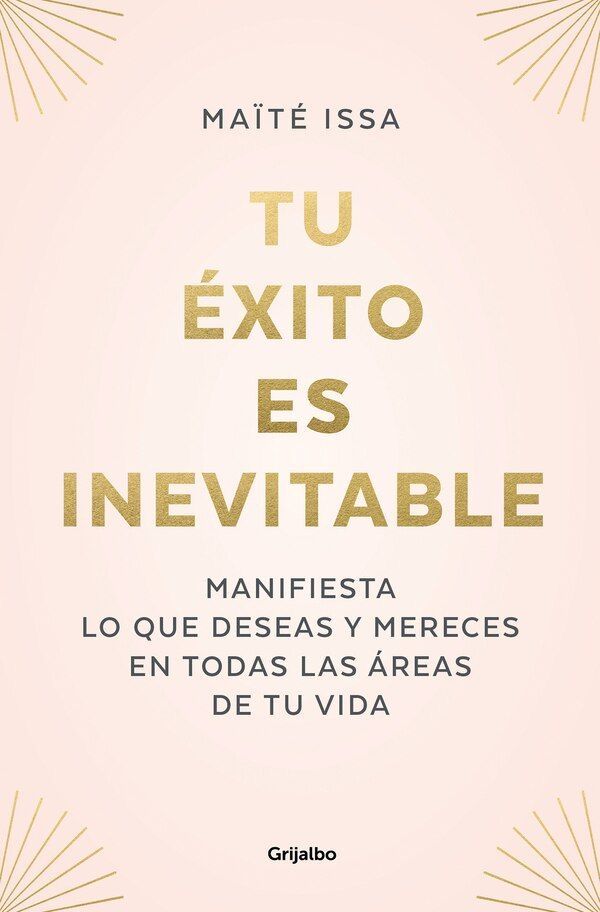 MAÏTÉ ISSA
TU
ÉXITO
ES
INEVITABLE
MANIFIESTA
LO QUE DESEAS Y MERECES
EN TODAS LAS ÁREAS
DE TU VIDA
Grijalbo